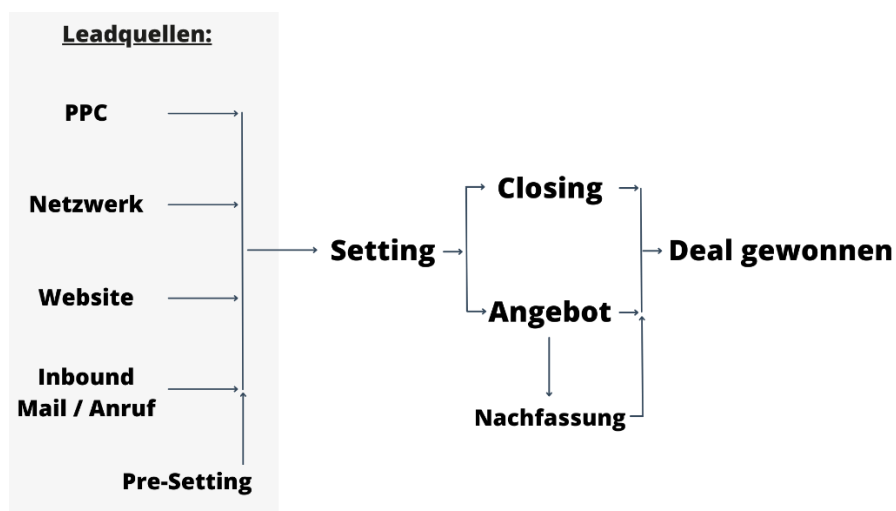 Leadquellen:
PPC
Netzwerk
Website
Inbound
Mail / Anruf
Pre-Setting
Setting
Closing
Angebot
Nachfassung
Deal gewonnen